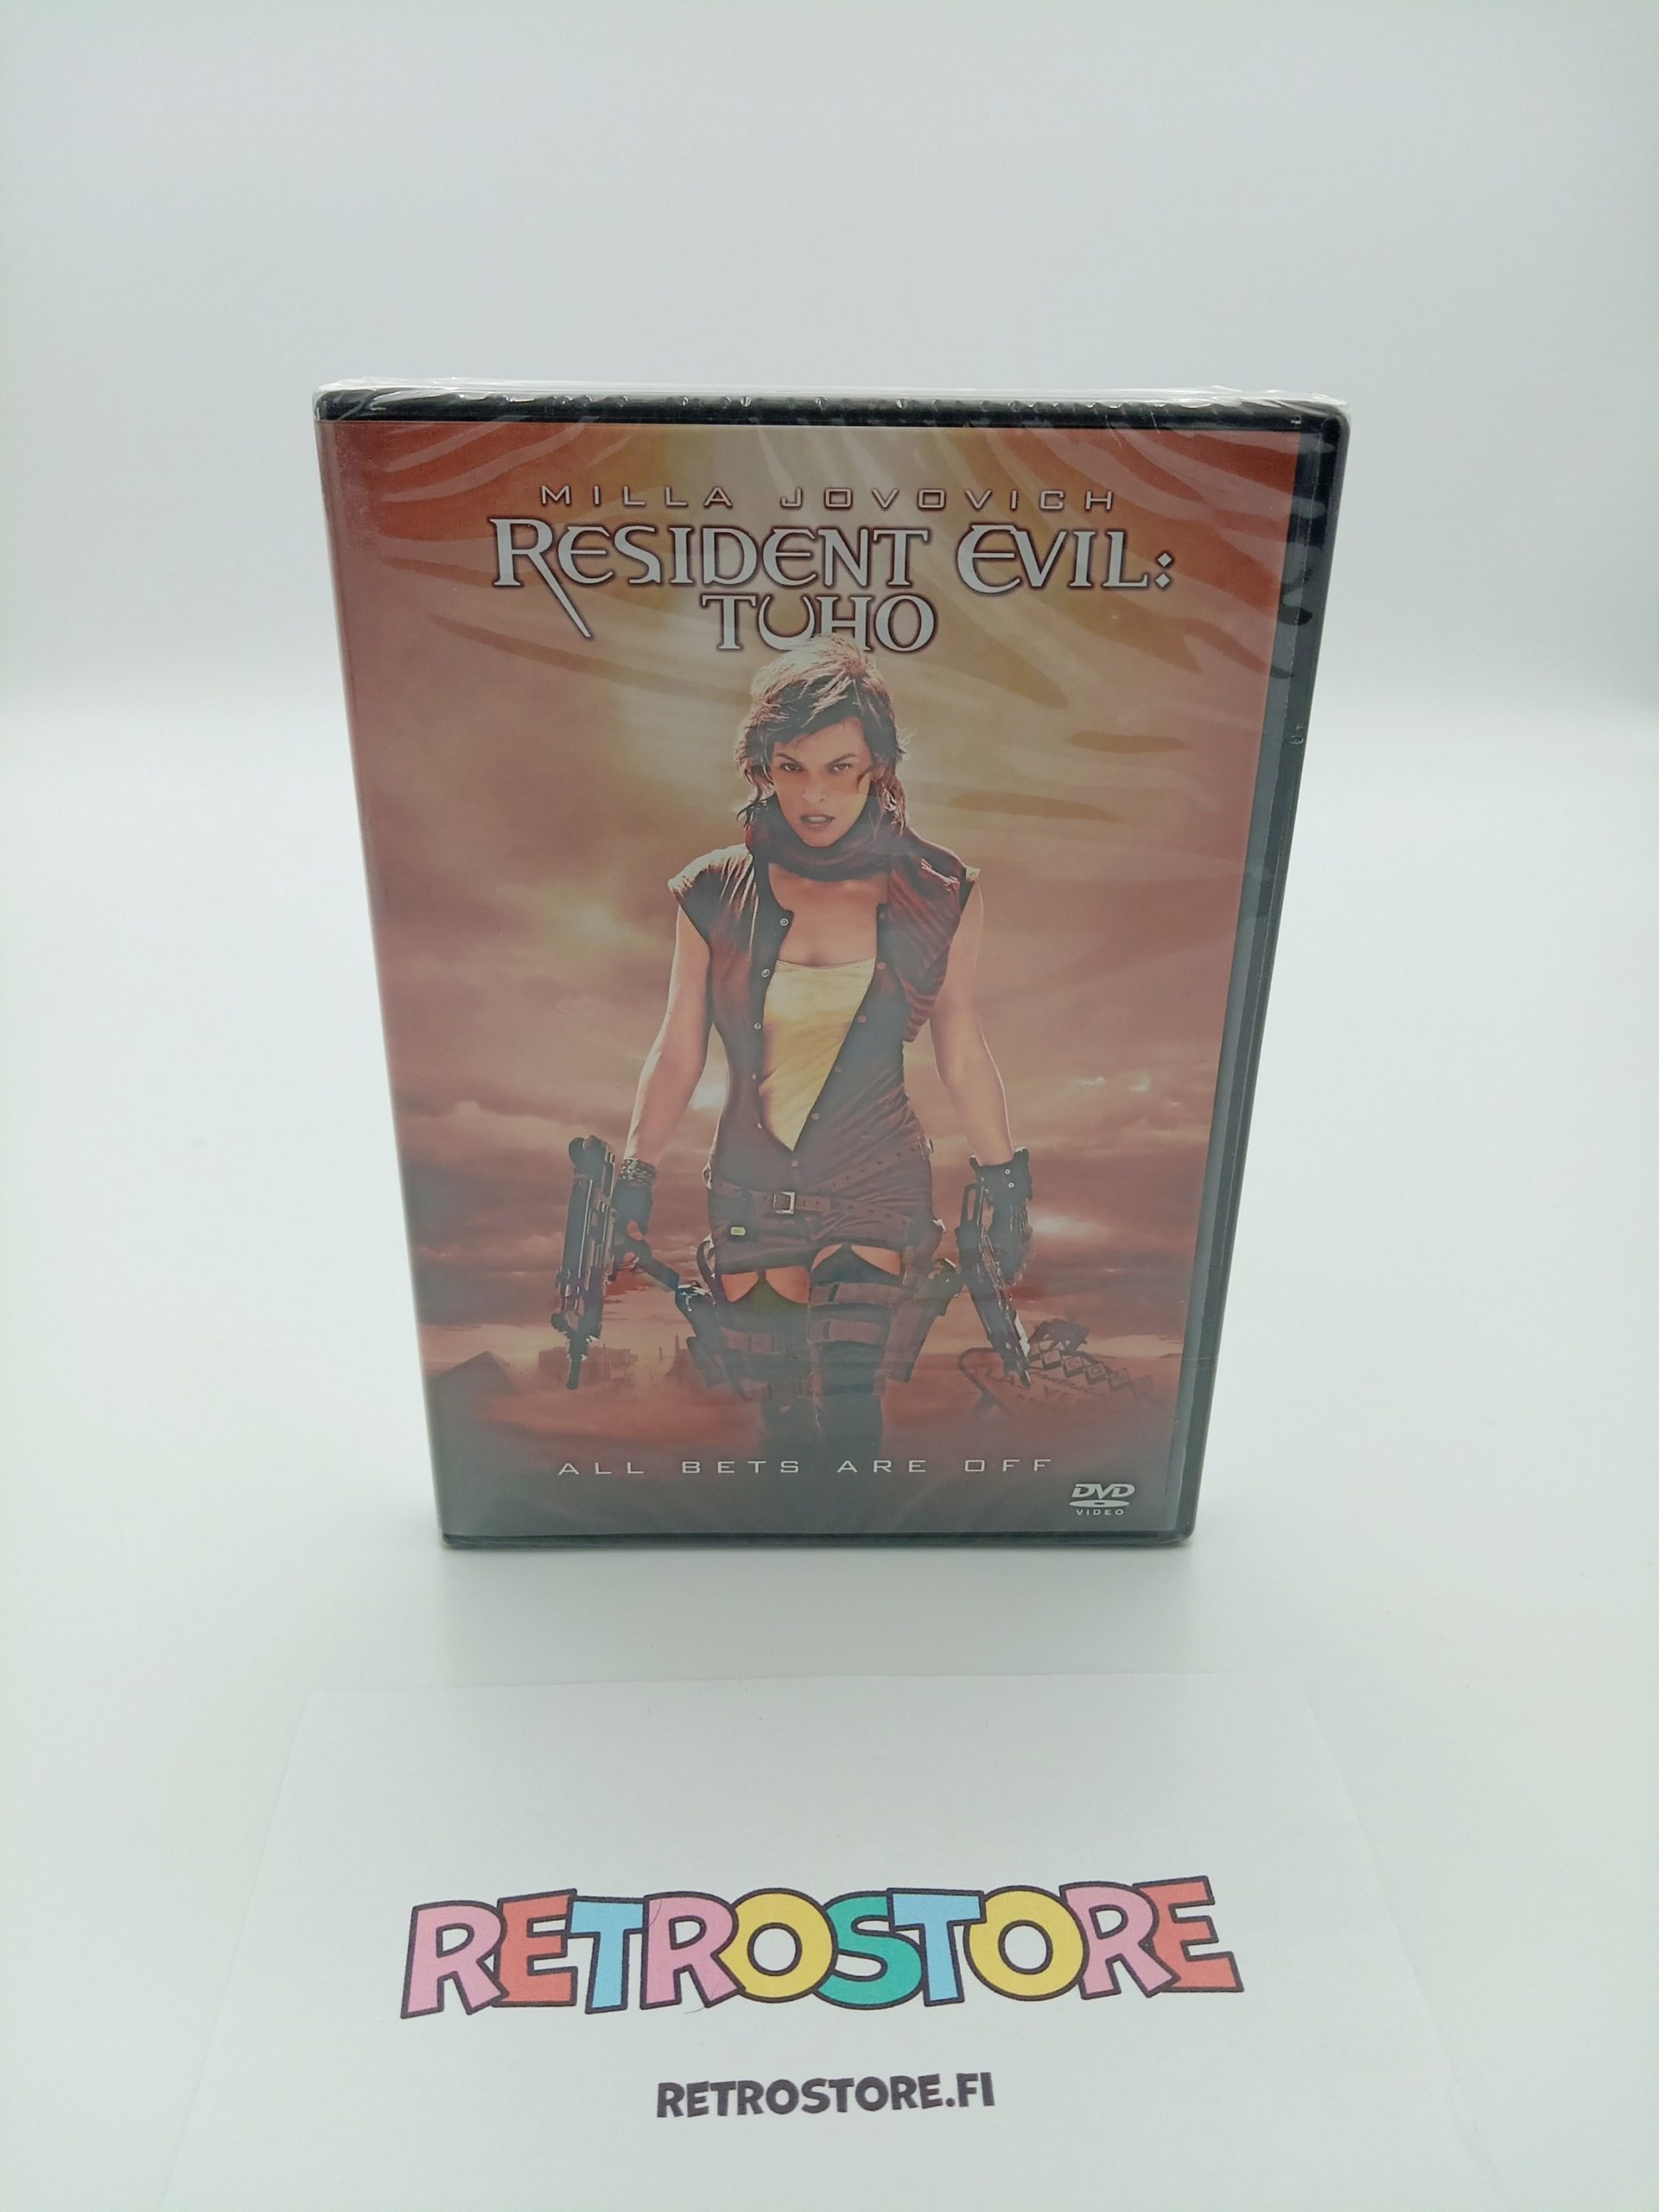 MILLA JOVOVICH
RESIDENT EVIL:
TUHO
ALL BETS ARE OFF
DVD
VIDEO
RETROSTORE
RETROSTORE.FI